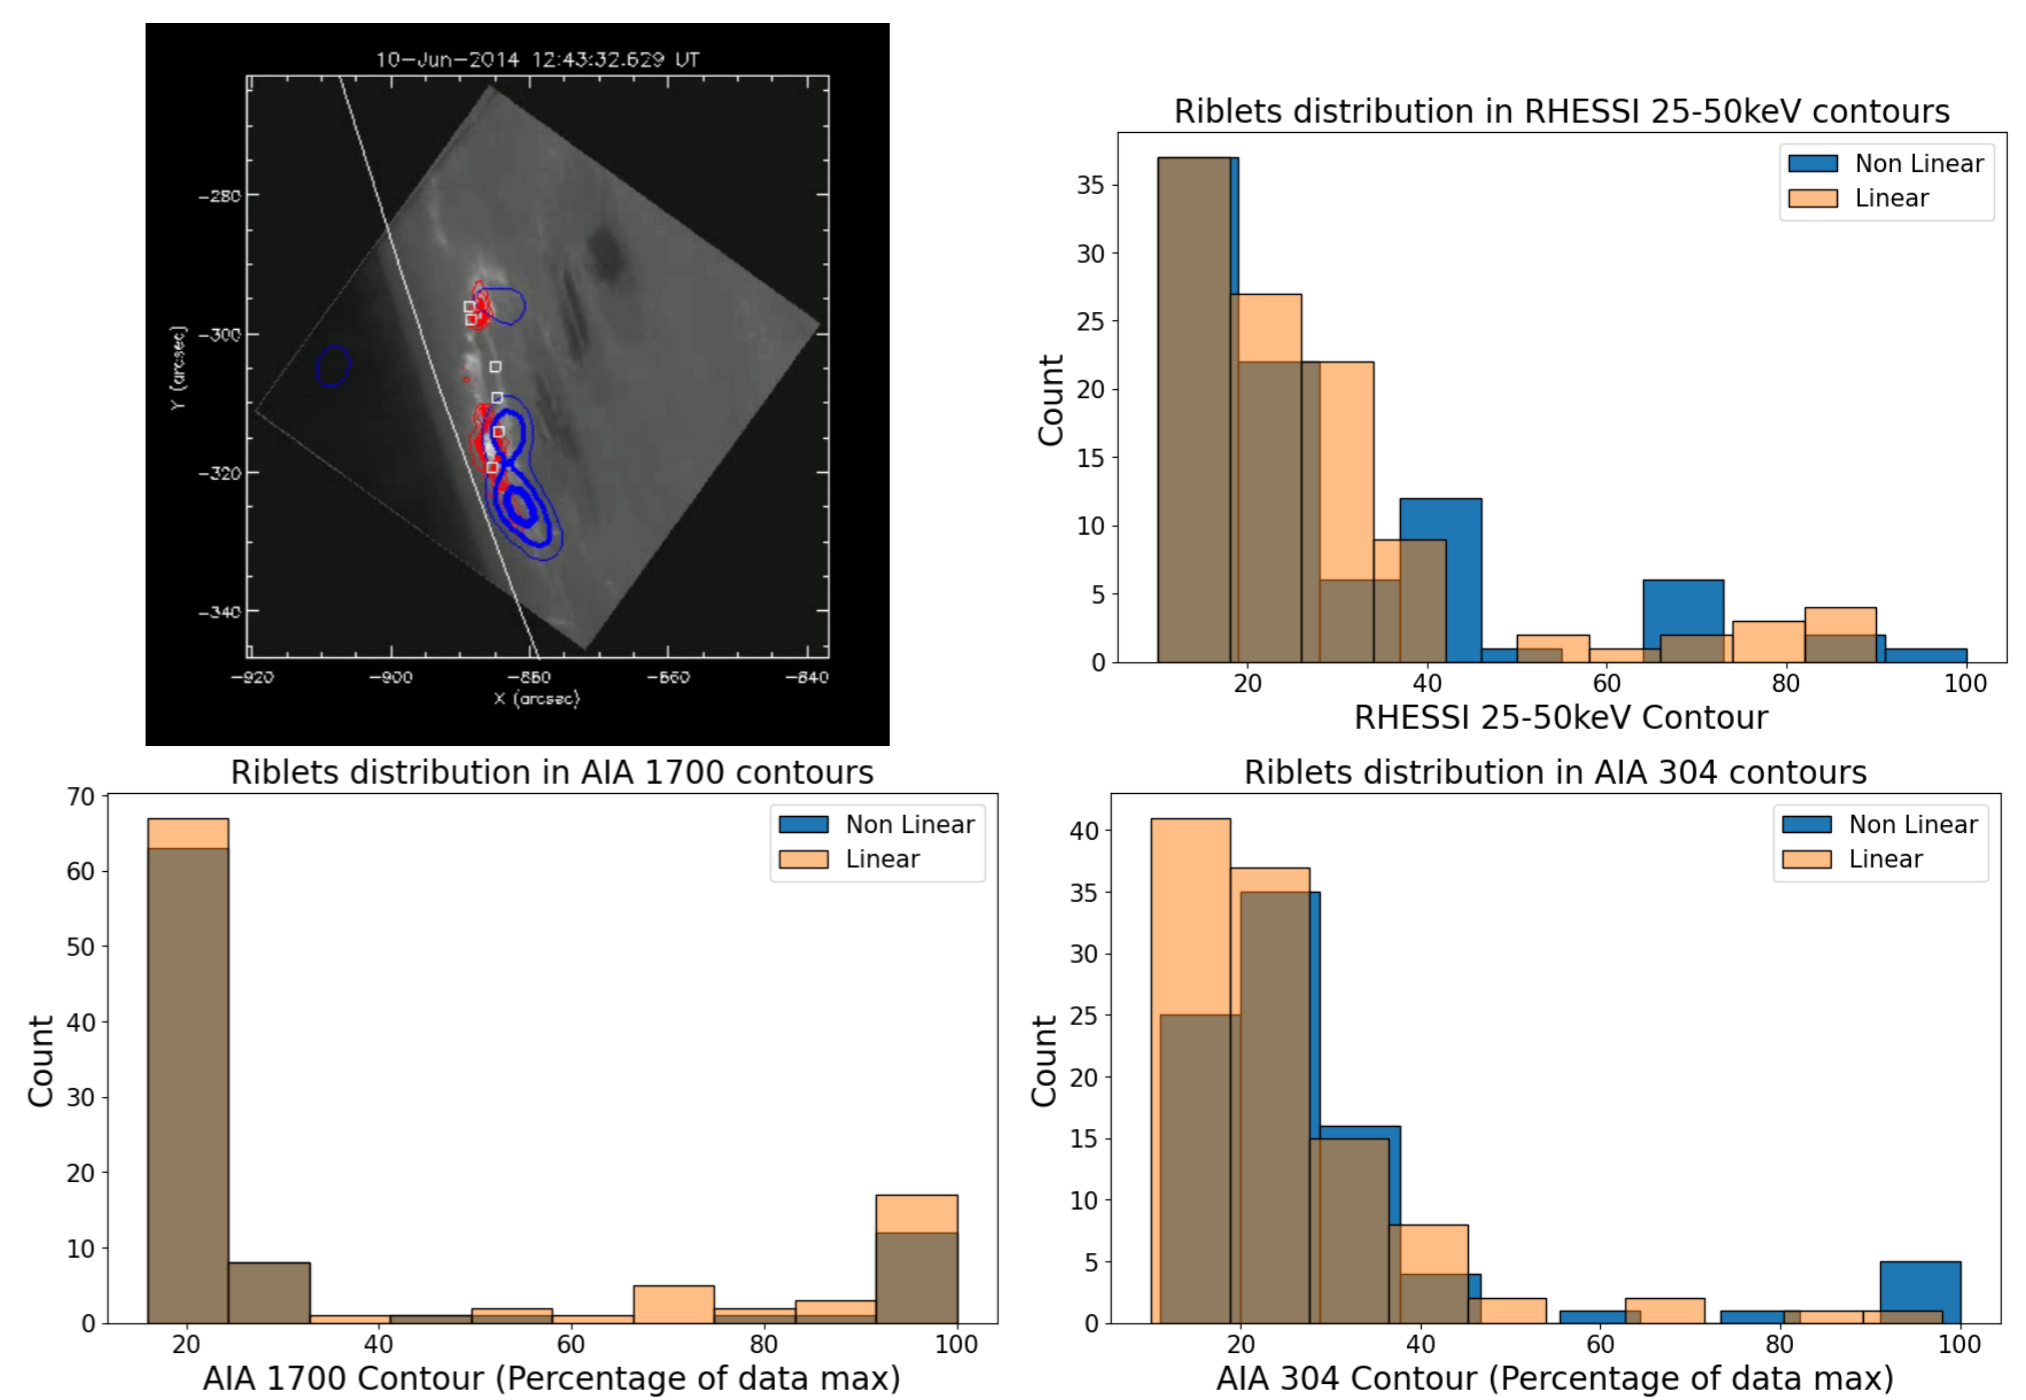 10-Jun-2014 12:43:32.629 UT
-280
-300
-320
-340
Y (arcsec)
-920 -900 -880 -860 -840
X (arcsec)
Riblets distribution in RHESSI 25-50keV contours
Non Linear
Linear
35
30
25
20
15
10
5
0
Count
20 40 60 80 100
RHESSI 25-50keV Contour
Riblets distribution in AIA 1700 contours
Non Linear
Linear
70
60
50
40
30
20
10
0
Count
20 40 60 80 100
AIA 1700 Contour (Percentage of data max)
Riblets distribution in AIA 304 contours
Non Linear
Linear
40
35
30
25
20
15
10
5
0
Count
20 40 60 80 100
AIA 304 Contour (Percentage of data max)